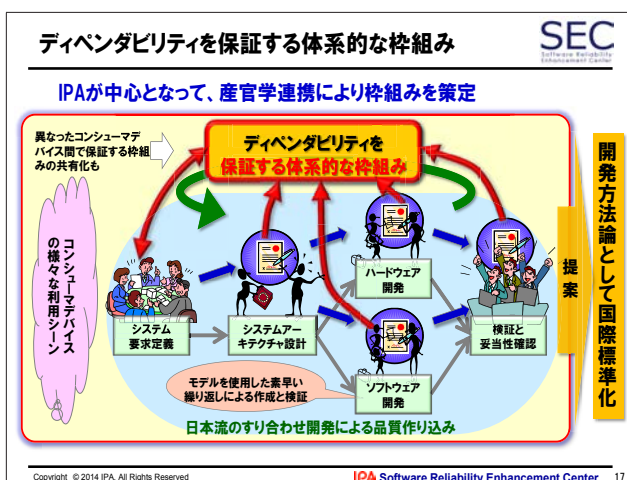 ディペンダビリティを保証する体系的な枠組み
SEC
Software Reliability
Enhancement Center
IPAが中心となって、産官学連携により枠組みを策定
異なったコンシューマデ
バイス間で保証する枠組
みの共有化も
ディペンダビリティを
保証する体系的な枠組み
コンシューマデバイス
の様々な利用シーン
システム
要求定義
システムアー
キテクチャ設計
ハードウェア
開発
ソフトウェア
開発
検証と
妥当性確認
モデルを使用した素早い
繰り返しによる作成と検証
日本流のすり合わせ開発による品質作り込み
提案
開発方法論として国際標準化
Copyright © 2014 IPA, All Rights Reserved
IPA Software Reliability Enhancement Center
17